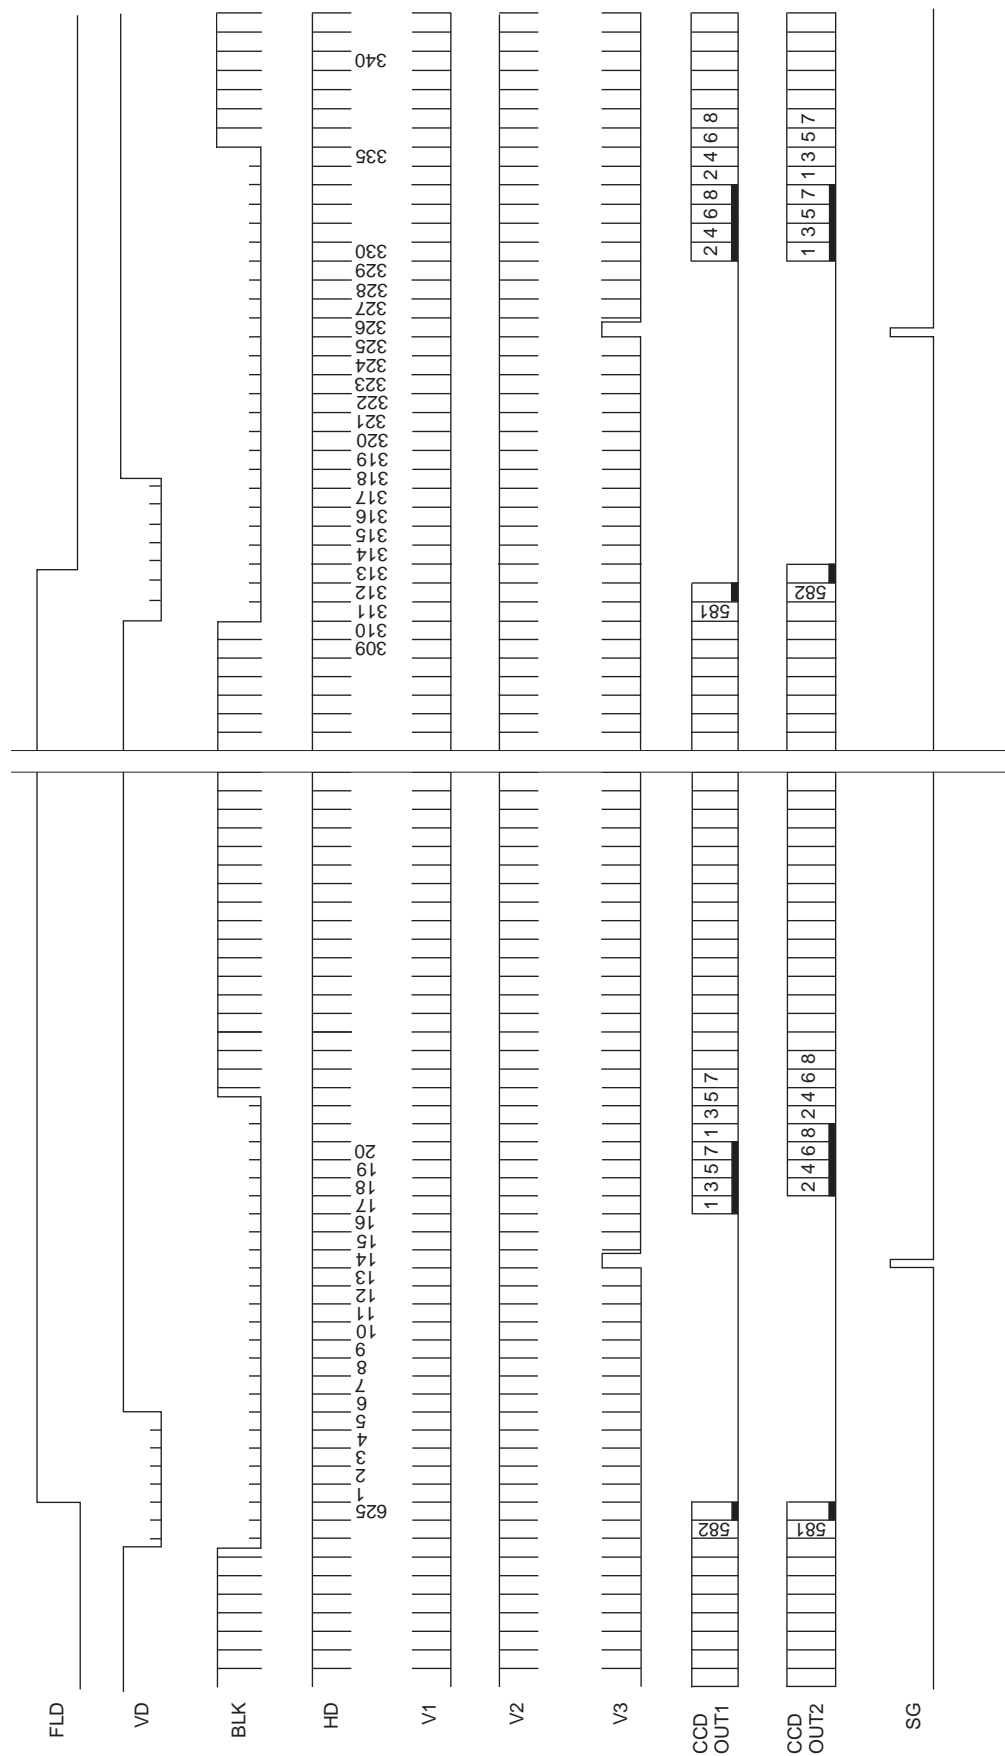 FLD
VD
BLK
HD
625 1 2 3 4 5 6 7 8 9 10 11 12 13 14 15 16 17 18 19 20 309 310 311 312 313 314 315 316 317 318 319 320 321 322 323 324 325 326 327 328 329 330 335 340
V1
V2
V3
CCD
OUT1
582 1 3 5 7 1 3 5 7 581 2 4 6 8 2 4 6 8
CCD
OUT2
581 2 4 6 8 2 4 6 8 582 1 3 5 7 1 3 5 7
SG